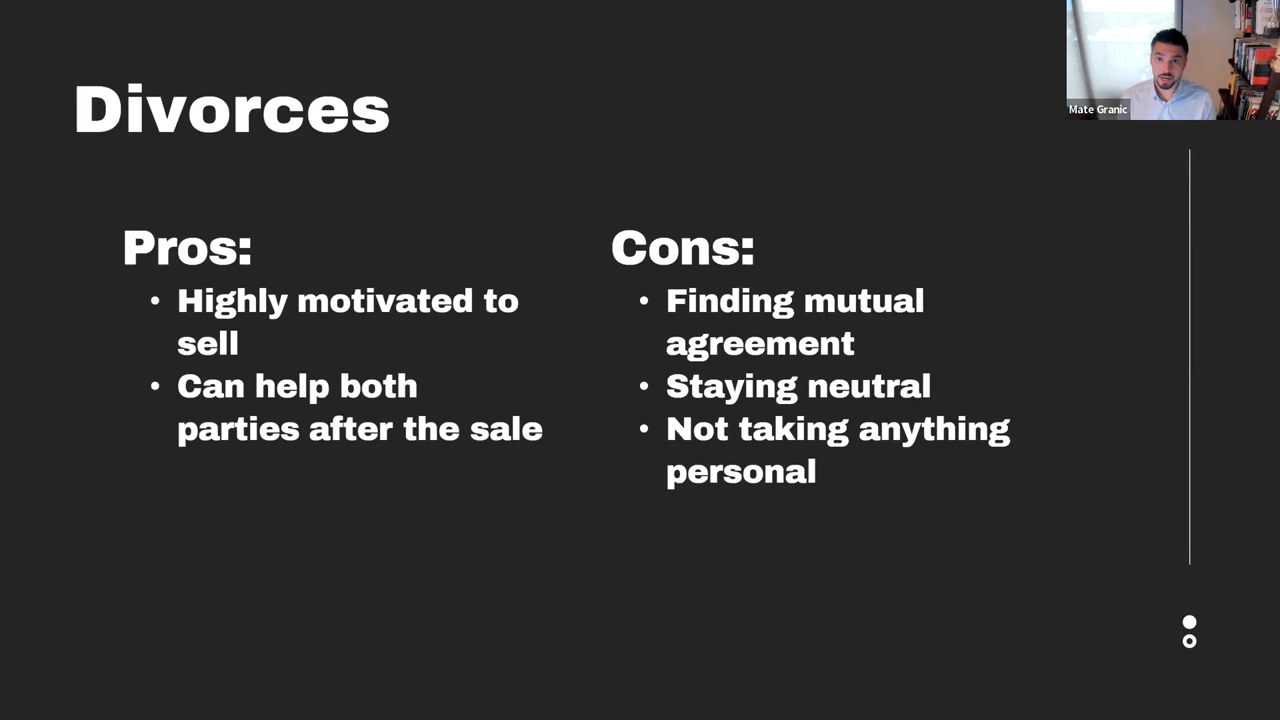 Divorces
Mate Granic
Pros:
• Highly motivated to
sell
• Can help both
parties after the sale
Cons:
• Finding mutual
agreement
• Staying neutral
• Not taking anything
personal